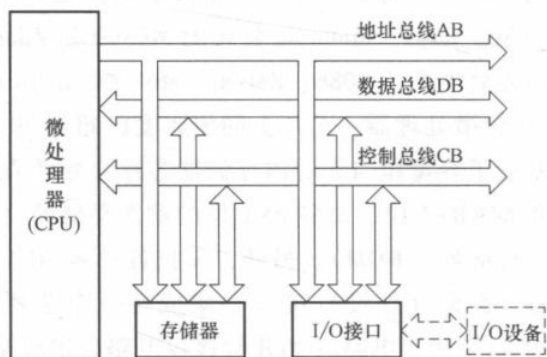 地址总线AB
数据总线DB
微处理器
(CPU)
控制总线CB
存储器
I/O接口
I/O设备